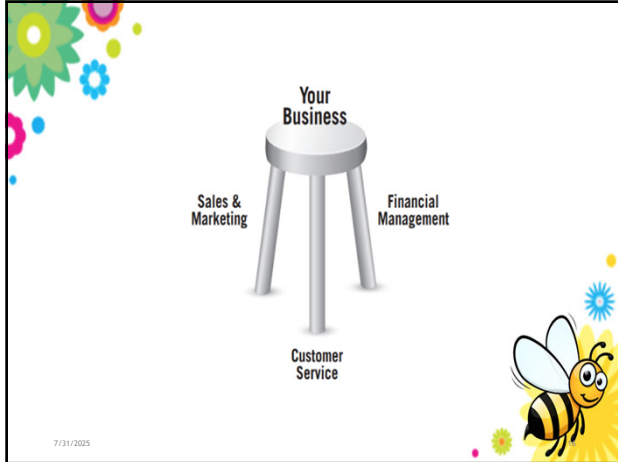 Your
Business
Sales &
Marketing
Financial
Management
Customer
Service
7/31/2025